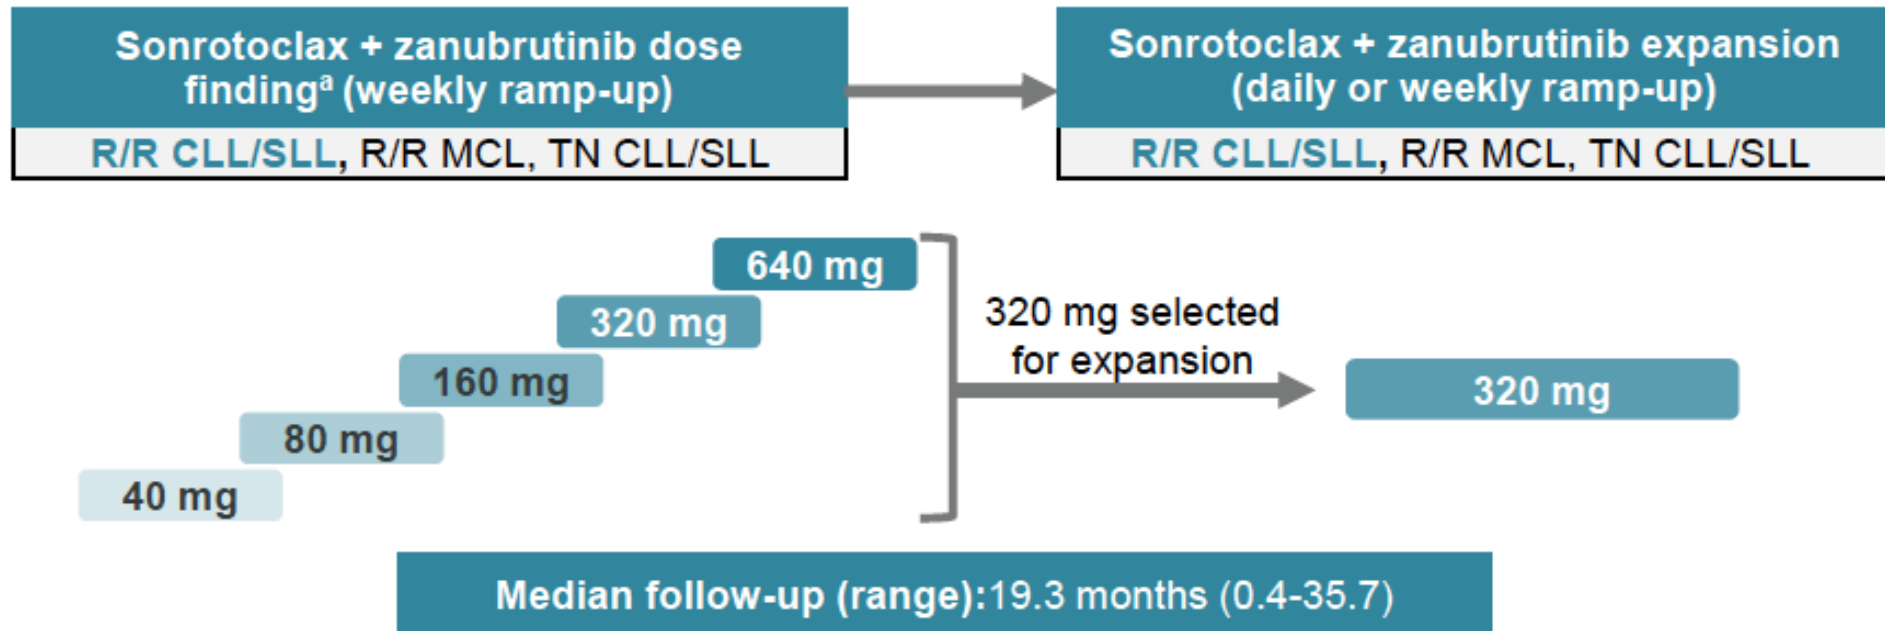 Sonrotoclax + zanubrutinib dose
findingᵃ (weekly ramp-up)
R/R CLL/SLL, R/R MCL, TN CLL/SLL
Sonrotoclax + zanubrutinib expansion
(daily or weekly ramp-up)
R/R CLL/SLL, R/R MCL, TN CLL/SLL
640 mg
320 mg
160 mg
80 mg
40 mg
320 mg selected
for expansion
320 mg
Median follow-up (range):19.3 months (0.4-35.7)